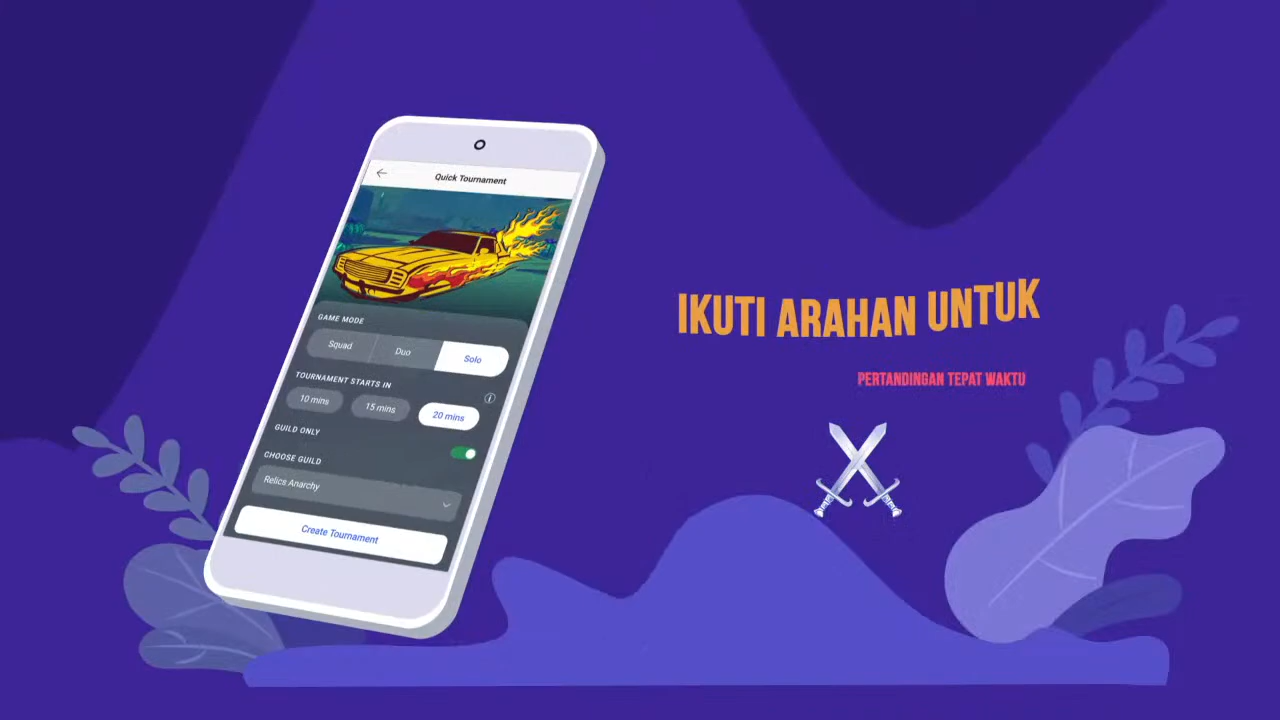 Quick Tournament
GAME MODE
Squad Duo Solo
TOURNAMENT STARTS IN
10 mins 15 mins 20 mins
GUILD ONLY
CHOOSE GUILD
Relics Anarchy
Create Tournament
IKUTI ARAHAN UNTUK
PERTANDINGAN TEPAT WAKTU